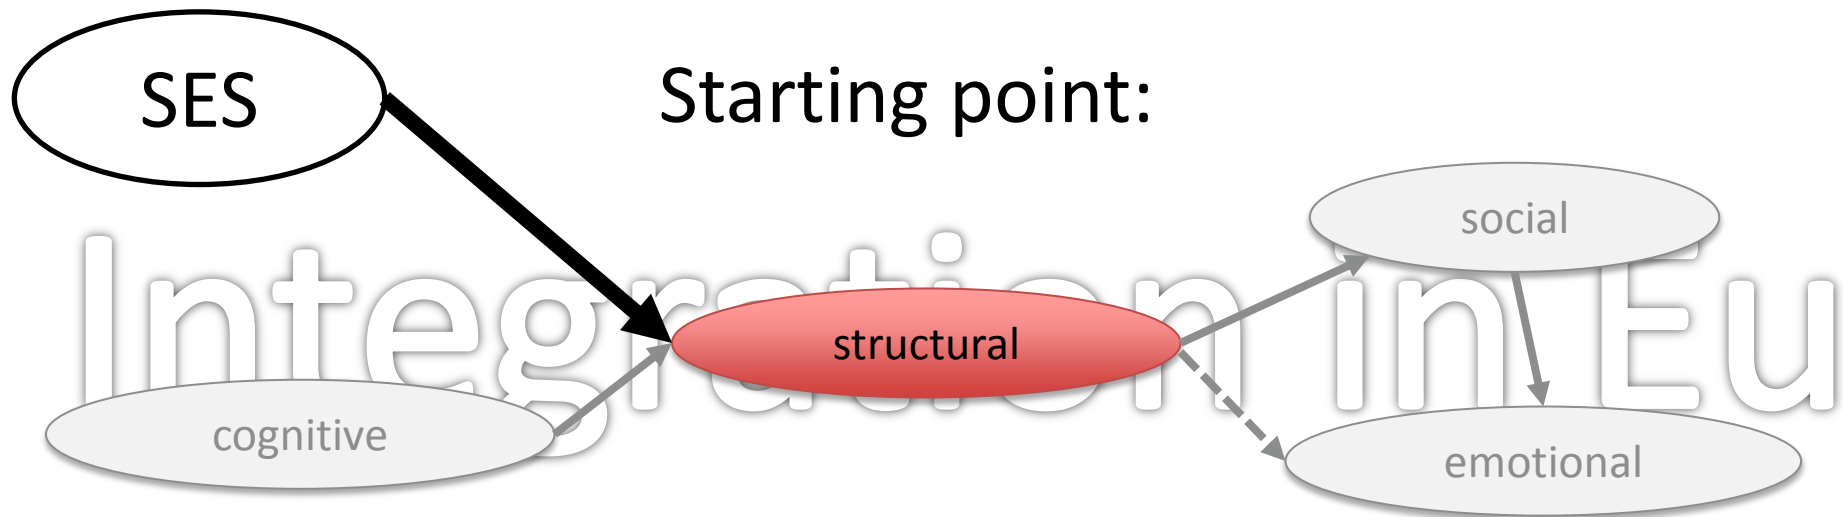 SES
Starting point:
social
Integration in Eu
structural
cognitive
emotional